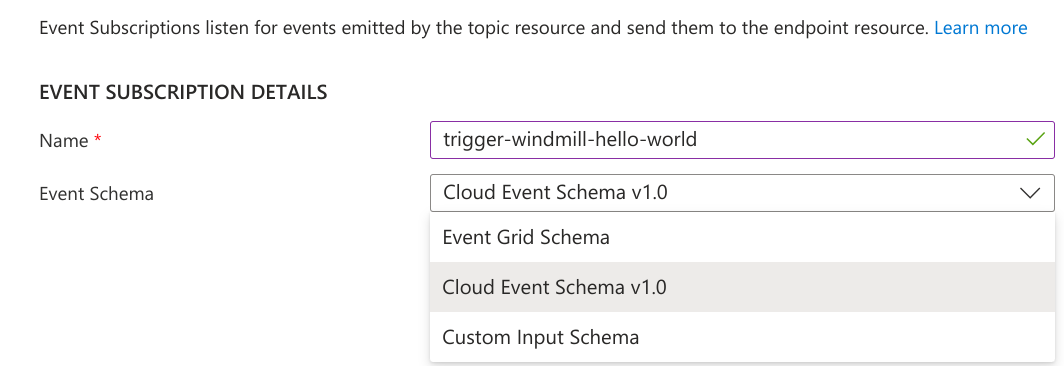 Event Subscriptions listen for events emitted by the topic resource and send them to the endpoint resource. Learn more
EVENT SUBSCRIPTION DETAILS
Name *
trigger-windmill-hello-world
Event Schema
Cloud Event Schema v1.0
Event Grid Schema
Cloud Event Schema v1.0
Custom Input Schema